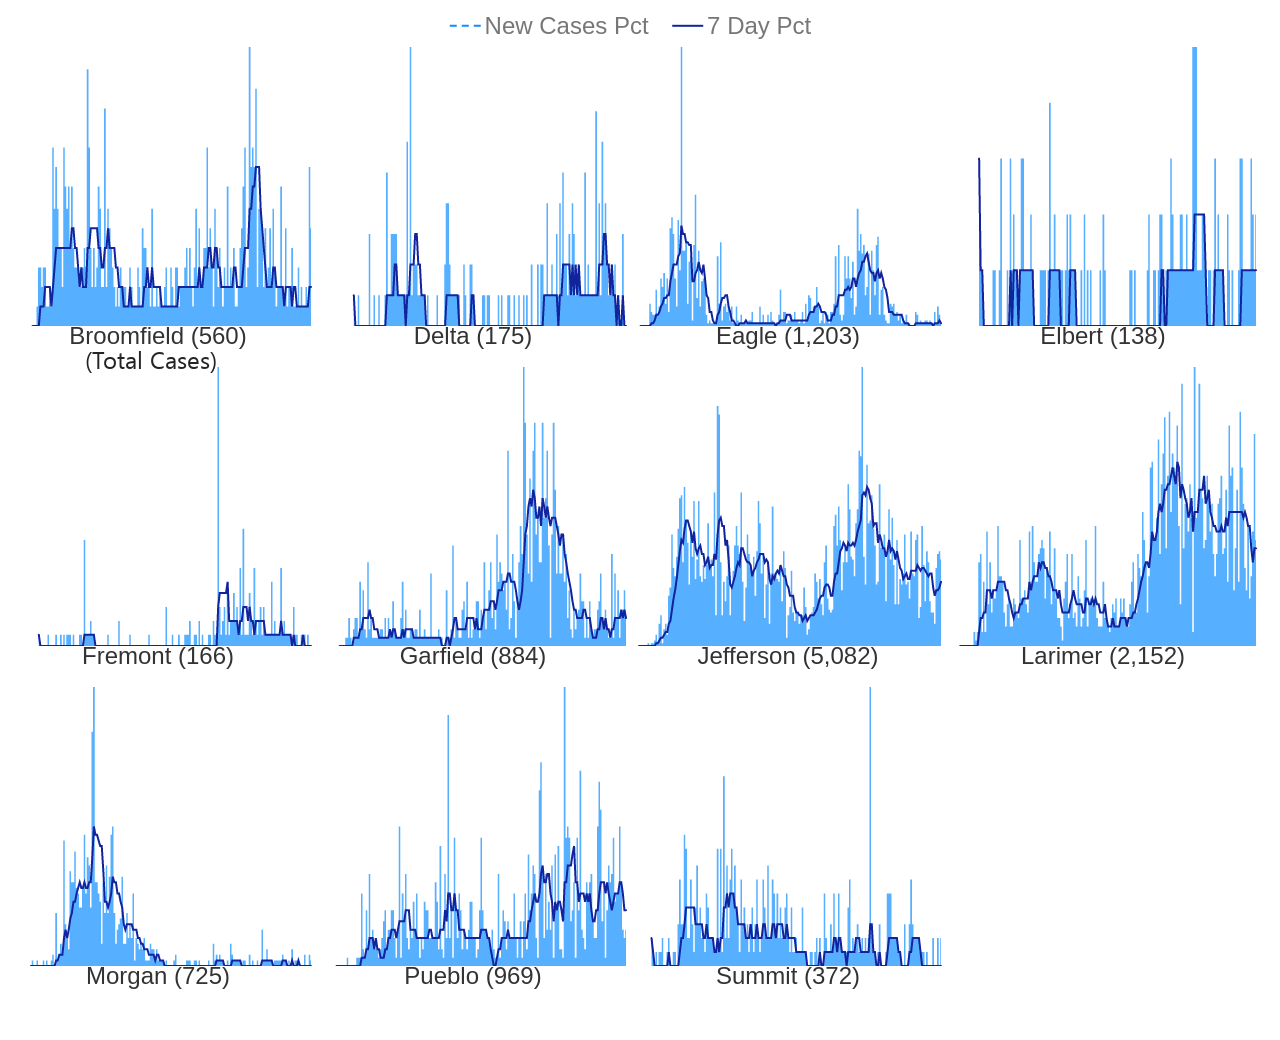 New Cases Pct 7 Day Pct
Broomfield (560) Delta (175) Eagle (1,203) Elbert (138)
(Total Cases)
Fremont (166) Garfield (884) Jefferson (5,082) Larimer (2,152)
Morgan (725) Pueblo (969) Summit (372)